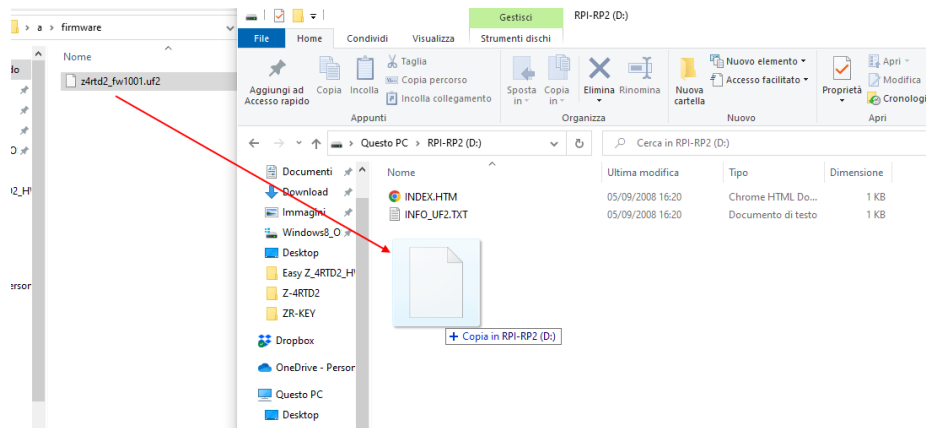 a > firmware
Nome
z4rtd2_fw1001.uf2
Gestisci
RPI-RP2 (D:)
File
Home
Condividi
Visualizza
Strumenti dischi
Aggiungi ad
Accesso rapido
Copia
Incolla
Taglia
Copia percorso
Incolla collegamento
Appunti
Sposta
in
Copia
in
Elimina
Rinomina
Organizza
Nuova
cartella
Nuovo elemento
Accesso facilitato
Nuovo
Proprietà
Apri
Modifica
Cronologi
Apri
Questo PC > RPI-RP2 (D:)
Cerca in RPI-RP2 (D:)
Documenti
Download
Immagini
Windows8_O
Desktop
Easy Z_4RTD2_H
Z-4RTD2
ZR-KEY
Dropbox
OneDrive - Person
Questo PC
Desktop
Nome
Ultima modifica
Tipo
Dimensione
INDEX.HTM
05/09/2008 16:20
Chrome HTML Do...
1 KB
INFO_UF2.TXT
05/09/2008 16:20
Documento di testo
1 KB
+ Copia in RPI-RP2 (D:)